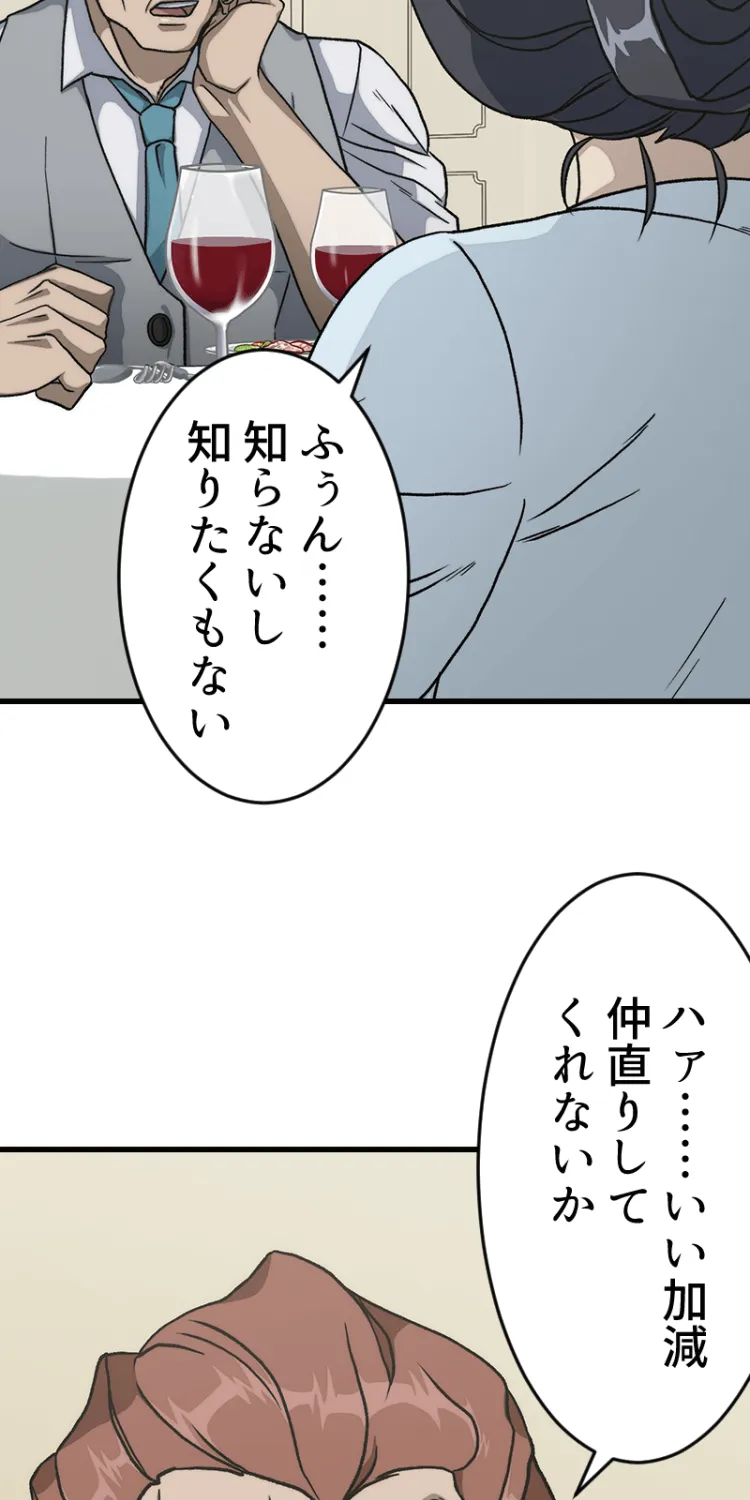 ふぅん……
知らないし
知りたくもない
ハァ……いい加減
仲直りして
くれないか